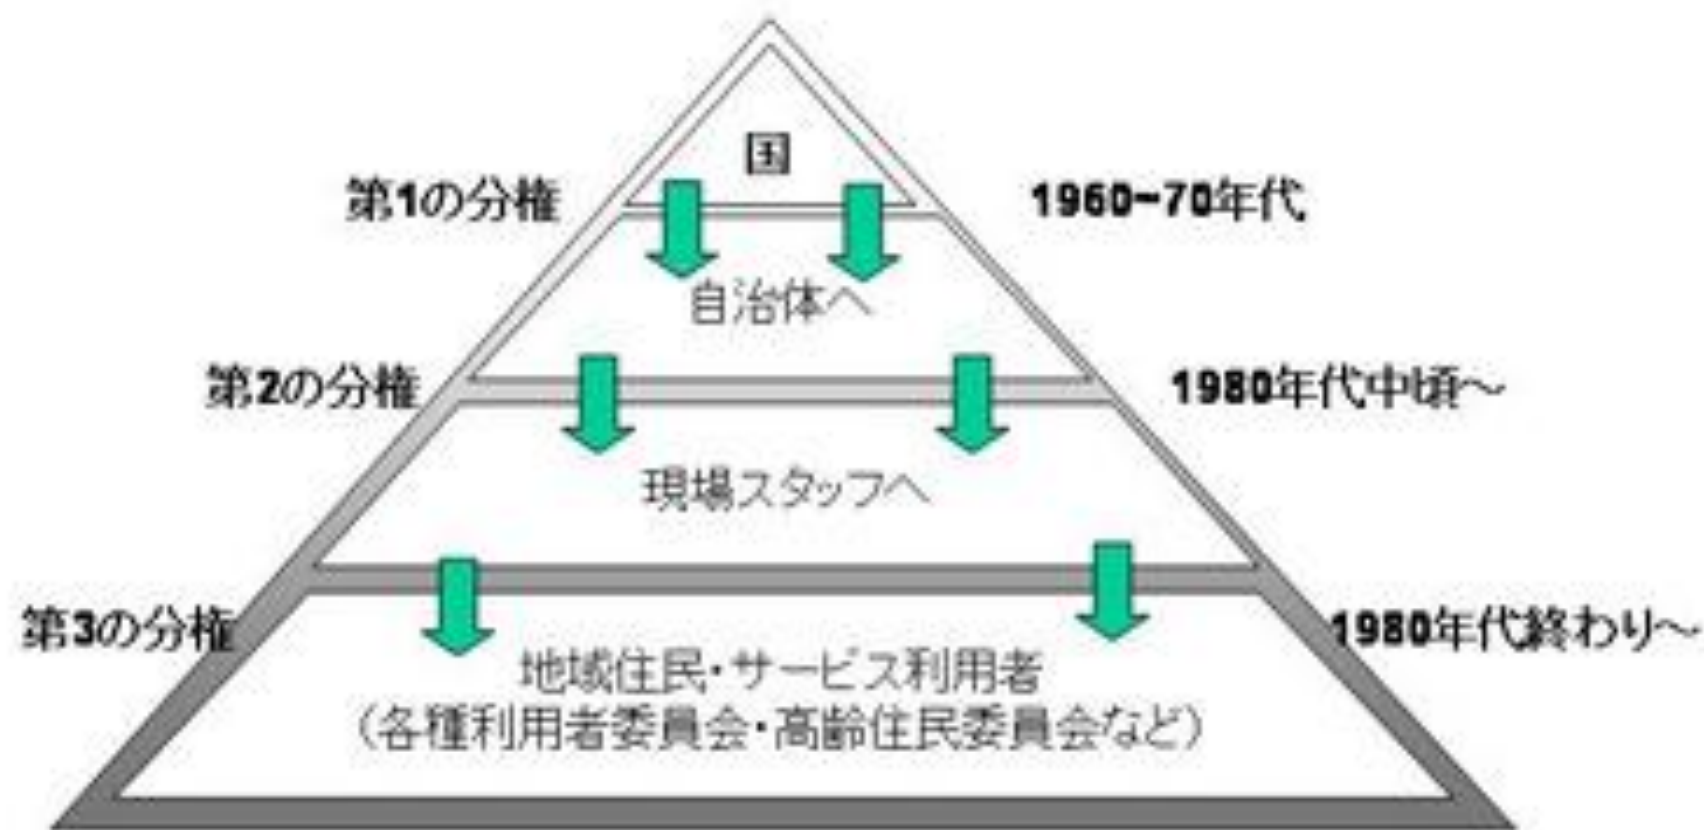 国
第1の分権
1960~70年代
自治体へ
第2の分権
1980年代中頃～
現場スタッフへ
第3の分権
1980年代終わり～
地域住民・サービス利用者
（各種利用者委員会・高齢住民委員会など）